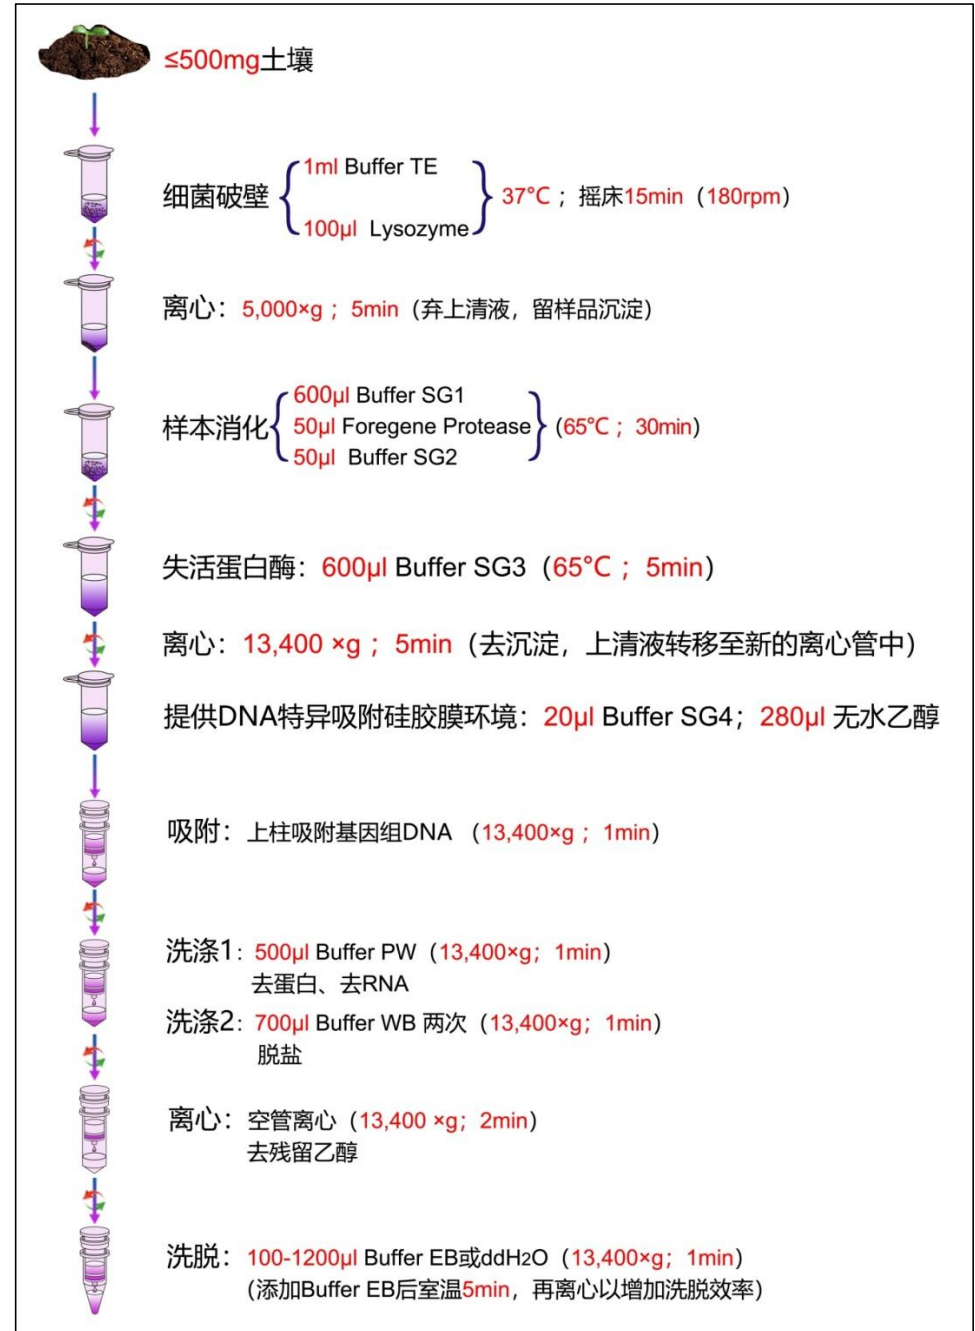 ≤500mg土壤
1ml Buffer TE
细菌破壁
37℃ ；摇床15min（180rpm）
100µl Lysozyme
离心：5,000×g ；5min（弃上清液，留样品沉淀）
600µl Buffer SG1
样本消化 50µl Foregene Protease （65℃ ；30min）
50µl Buffer SG2
失活蛋白酶：600µl Buffer SG3（65℃ ；5min）
离心：13,400 ×g ；5min（去沉淀，上清液转移至新的离心管中）
提供DNA特异吸附硅胶膜环境：20µl Buffer SG4；280µl 无水乙醇
吸附：上柱吸附基因组DNA （13,400×g ；1min）
洗涤1：500µl Buffer PW（13,400×g；1min）
去蛋白、去RNA
洗涤2：700µl Buffer WB 两次（13,400×g；1min）
脱盐
离心：空管离心（13,400 ×g；2min）
去残留乙醇
洗脱：100-1200µl Buffer EB或ddH2O（13,400×g；1min）
（添加Buffer EB后室温5min，再离心以增加洗脱效率）